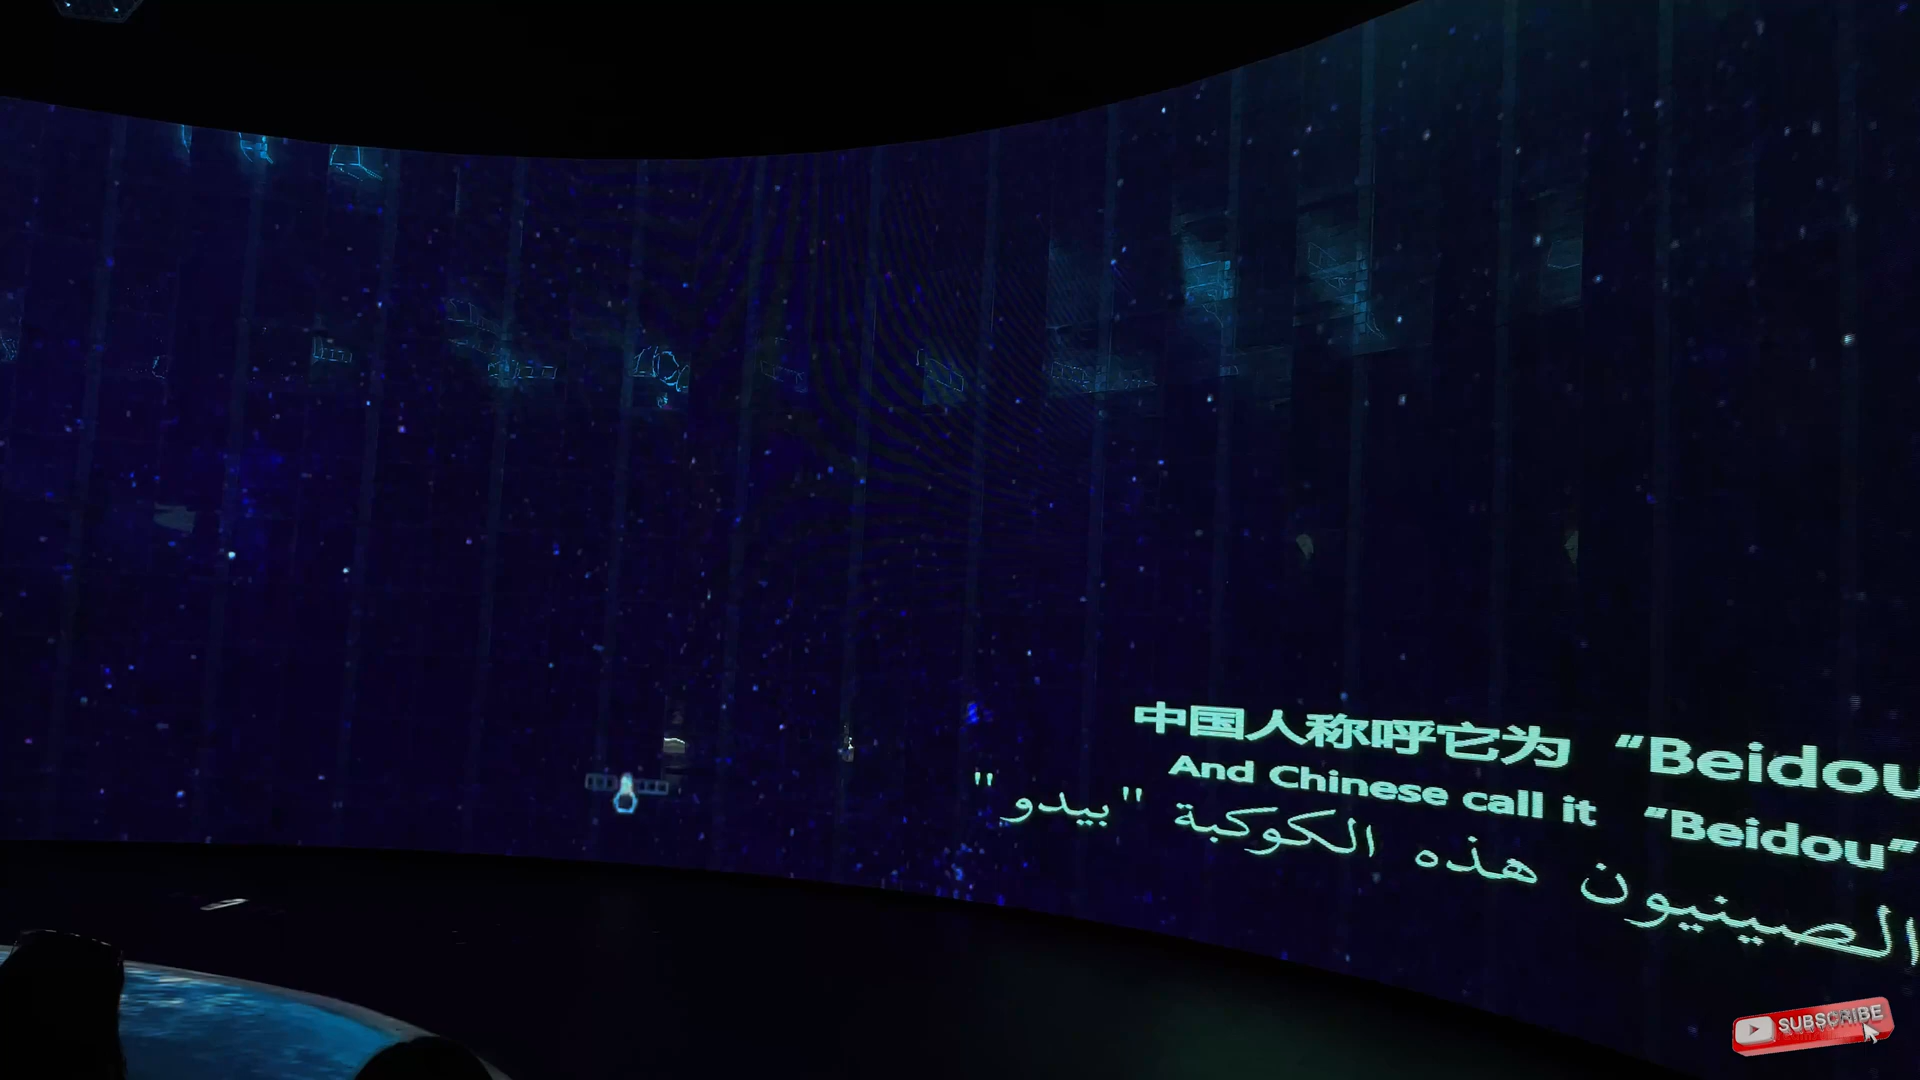 中国人称呼它为 “Beidou
And Chinese call it “Beidou”
الصينيون هذه الكوكبة "بيدو"
SUBSCRIBE